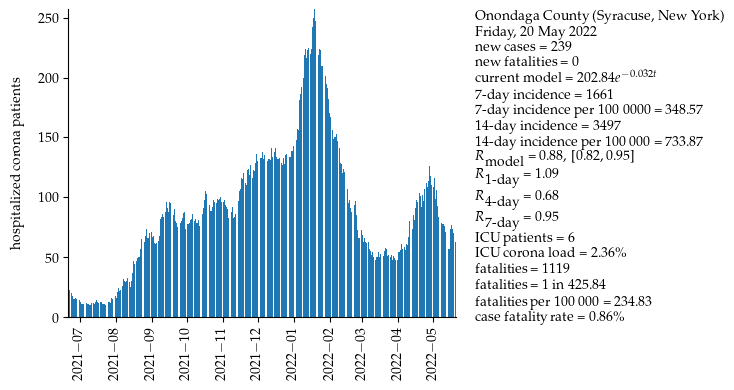 250
200
150
100
50
0
hospitalized corona patients
2021−07
2021−08
2021−09
2021−10
2021−11
2021−12
2022−01
2022−02
2022−03
2022−04
2022−05
Onondaga County (Syracuse, New York)
Friday, 20 May 2022
new cases = 239
new fatalities = 0
current model = 202.84e^{−0.032t}
7-day incidence = 1661
7-day incidence per 100 0000 = 348.57
14-day incidence = 3497
14-day incidence per 100 000 = 733.87
R_model = 0.88, [0.82, 0.95]
R_1-day = 1.09
R_4-day = 0.68
R_7-day = 0.95
ICU patients = 6
ICU corona load = 2.36%
fatalities = 1119
fatalities = 1 in 425.84
fatalities per 100 000 = 234.83
case fatality rate = 0.86%